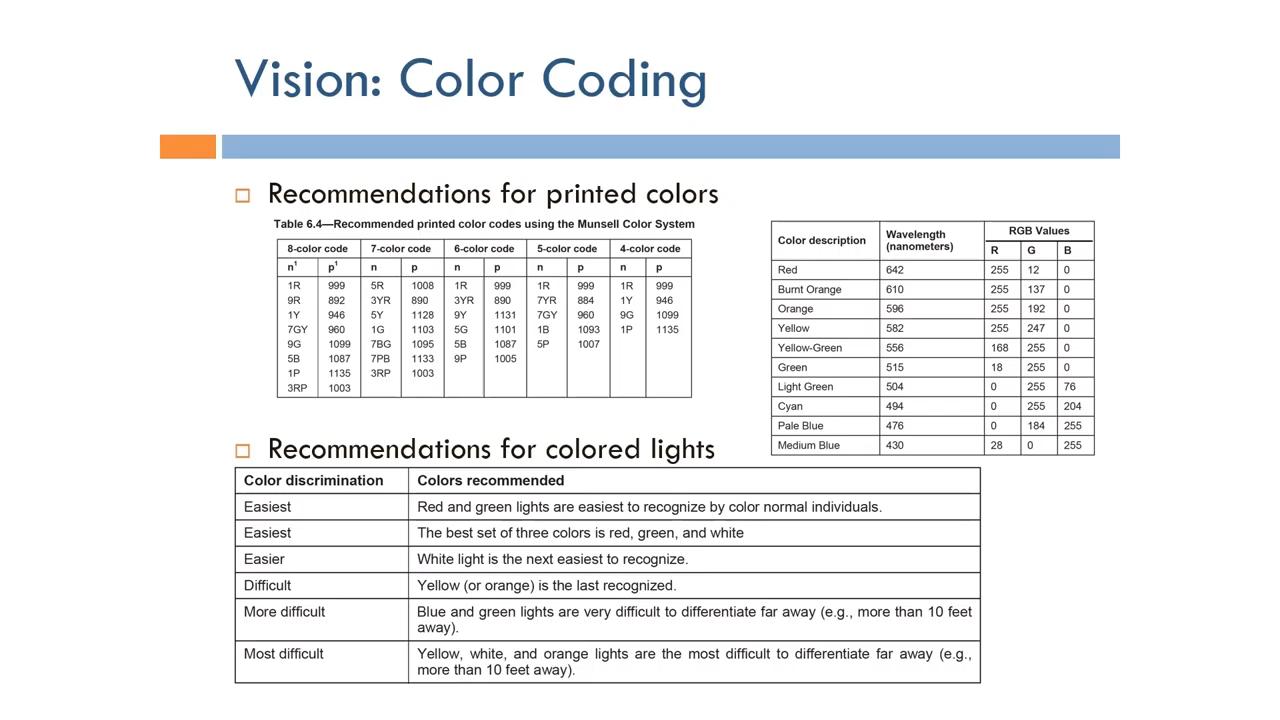 Vision: Color Coding
Recommendations for printed colors
Table 6.4—Recommended printed color codes using the Munsell Color System
8-color code 7-color code 6-color code 5-color code 4-color code
n1 p1 n p n p n p n p
1R 999 5R 1008 1R 999 1R 999 1R 999
9R 892 3YR 890 3YR 890 7YR 884 1Y 946
1Y 946 5Y 1128 9Y 1131 7GY 960 9G 1099
7GY 960 1G 1103 5G 1101 1B 1093 1P 1135
9G 1099 7BG 1095 5B 1087 5P 1007
5B 1087 7PB 1133 9P 1005
1P 1135 3RP 1003
3RP 1003
Color description Wavelength (nanometers) RGB Values
R G B
Red 642 255 12 0
Burnt Orange 610 255 137 0
Orange 596 255 192 0
Yellow 582 255 247 0
Yellow-Green 556 168 255 0
Green 515 18 255 0
Light Green 504 0 255 76
Cyan 494 0 255 204
Pale Blue 476 0 184 255
Medium Blue 430 28 0 255
Recommendations for colored lights
Color discrimination Colors recommended
Easiest Red and green lights are easiest to recognize by color normal individuals.
Easiest The best set of three colors is red, green, and white
Easier White light is the next easiest to recognize.
Difficult Yellow (or orange) is the last recognized.
More difficult Blue and green lights are very difficult to differentiate far away (e.g., more than 10 feet
away).
Most difficult Yellow, white, and orange lights are the most difficult to differentiate far away (e.g.,
more than 10 feet away).